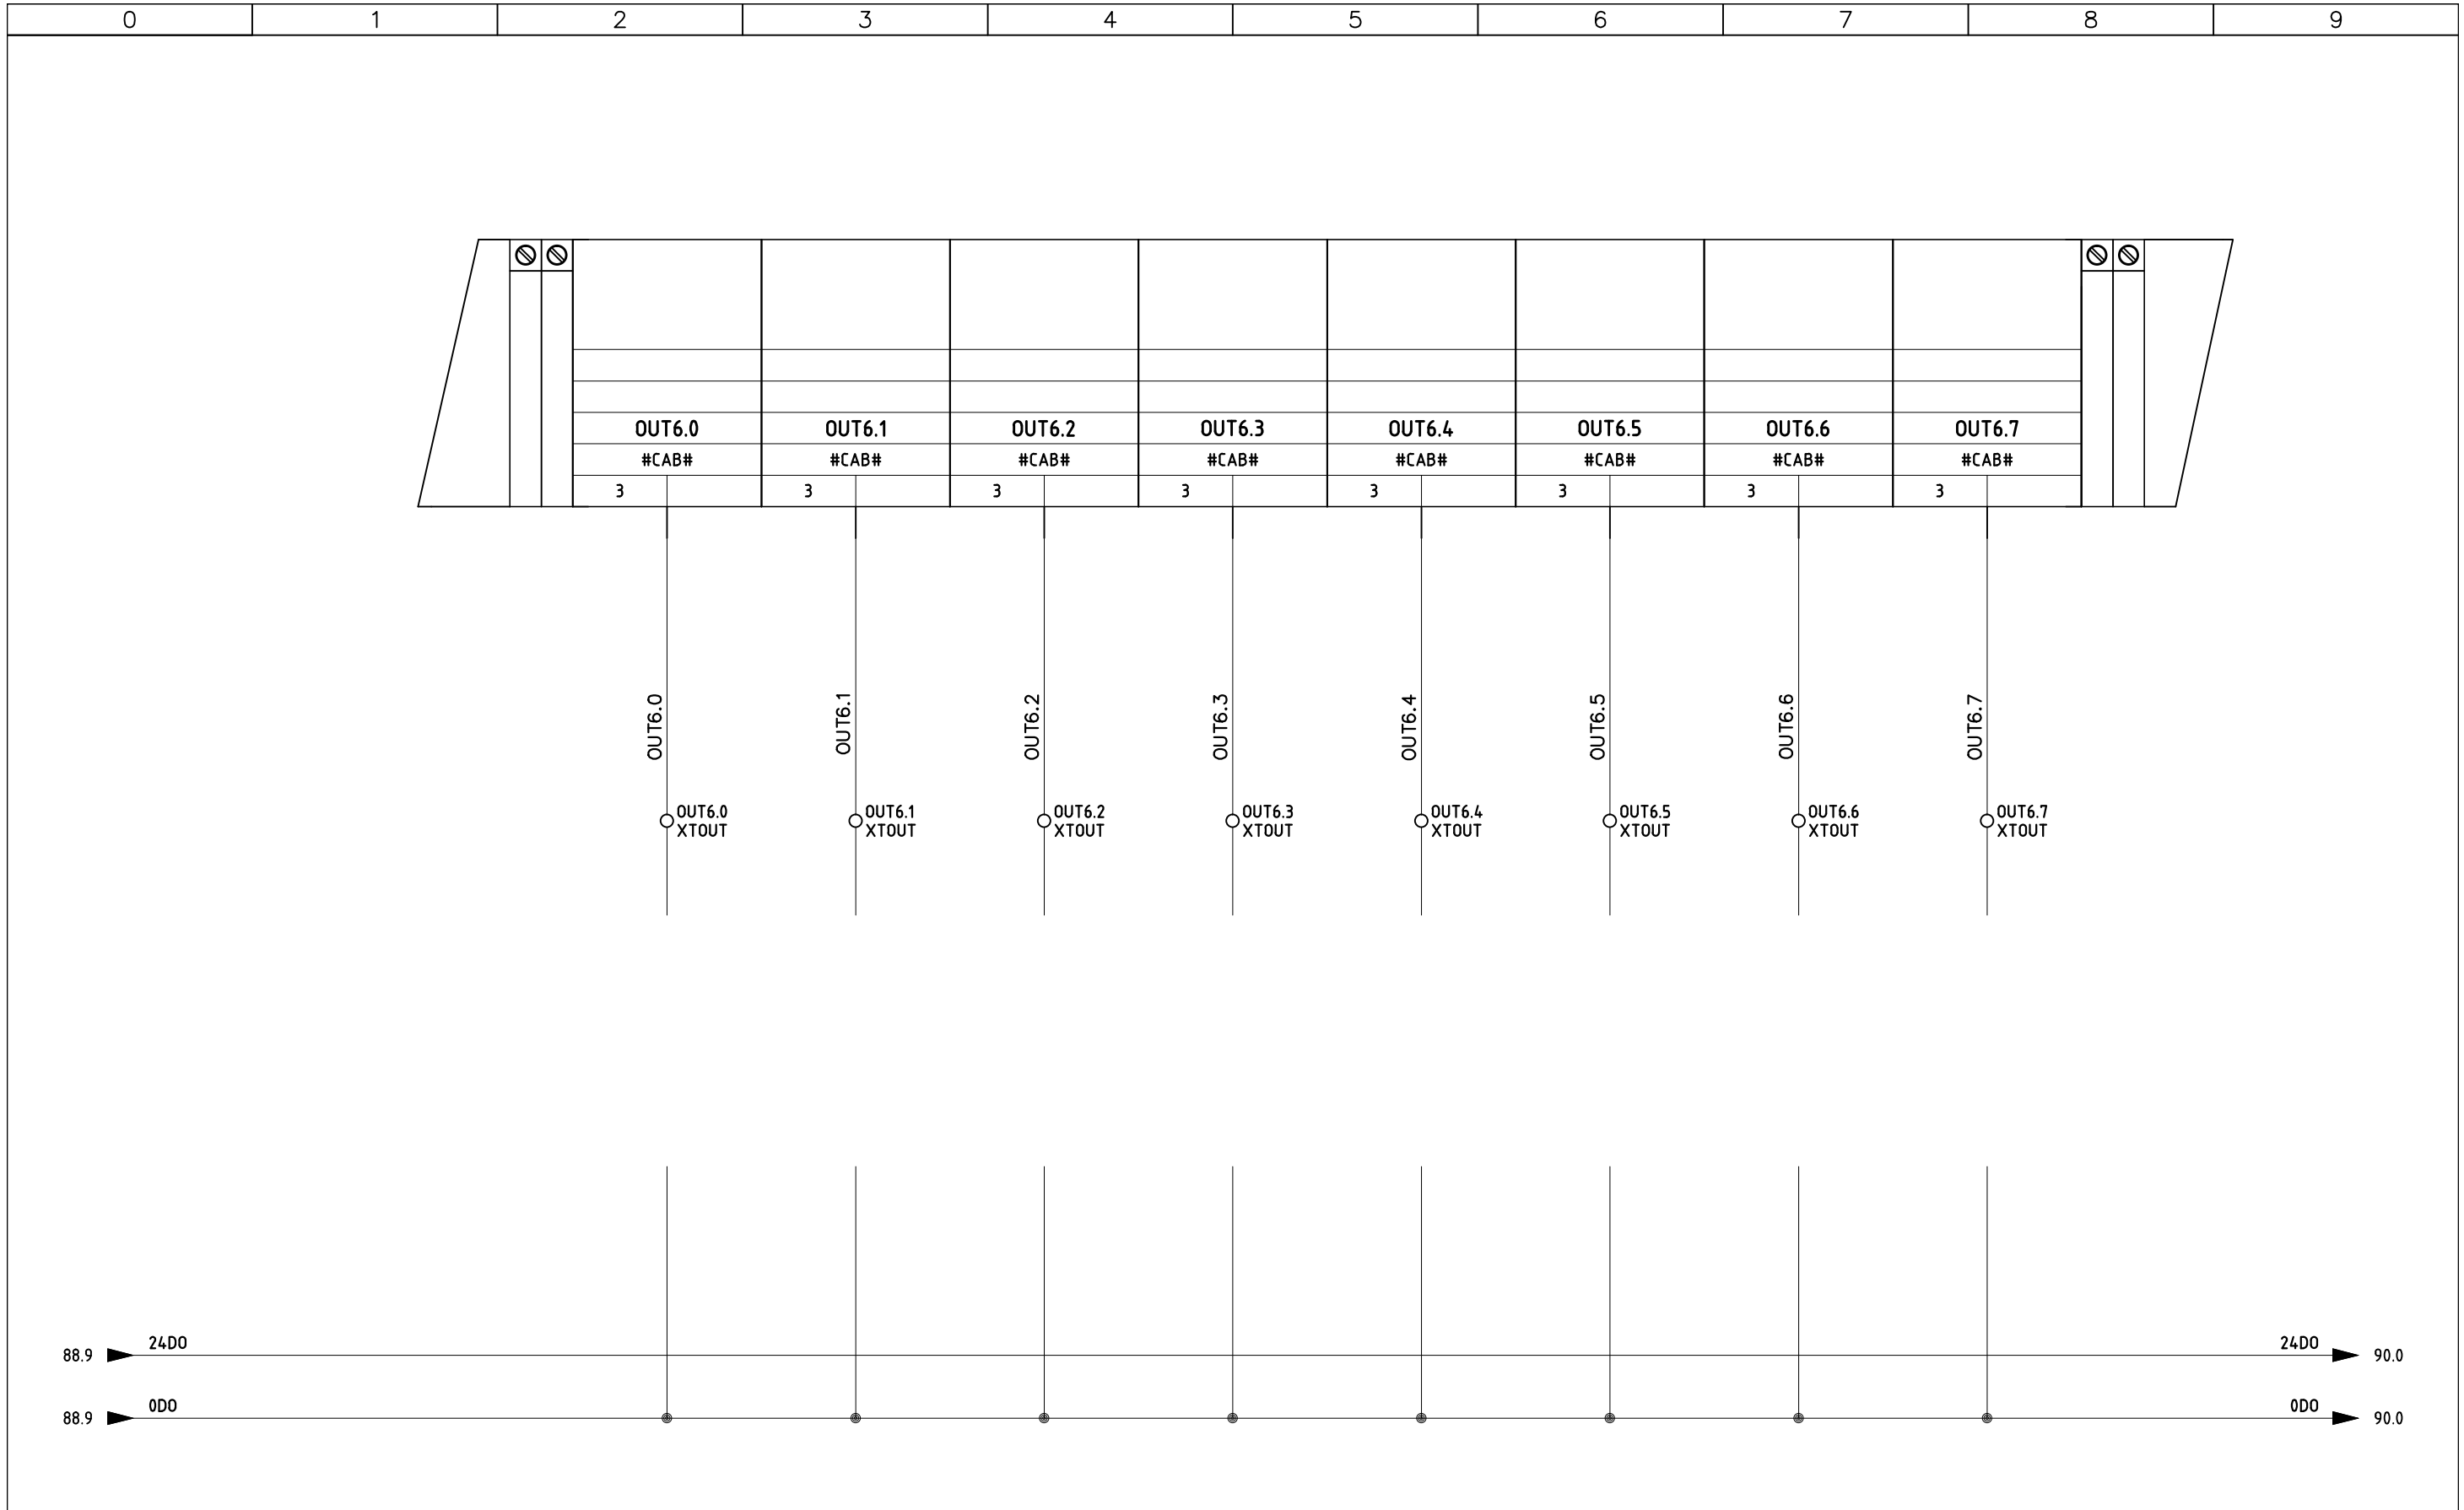 0 1 2 3 4 5 6 7 8 9
OUT6.0 OUT6.1 OUT6.2 OUT6.3 OUT6.4 OUT6.5 OUT6.6 OUT6.7
#CAB# #CAB# #CAB# #CAB# #CAB# #CAB# #CAB# #CAB#
3 3 3 3 3 3 3 3
OUT6.0 OUT6.1 OUT6.2 OUT6.3 OUT6.4 OUT6.5 OUT6.6 OUT6.7
OUT6.0 OUT6.1 OUT6.2 OUT6.3 OUT6.4 OUT6.5 OUT6.6 OUT6.7
XTOUT XTOUT XTOUT XTOUT XTOUT XTOUT XTOUT XTOUT
24DO 24DO
88.9 90.0
0DO 0DO
88.9 90.0